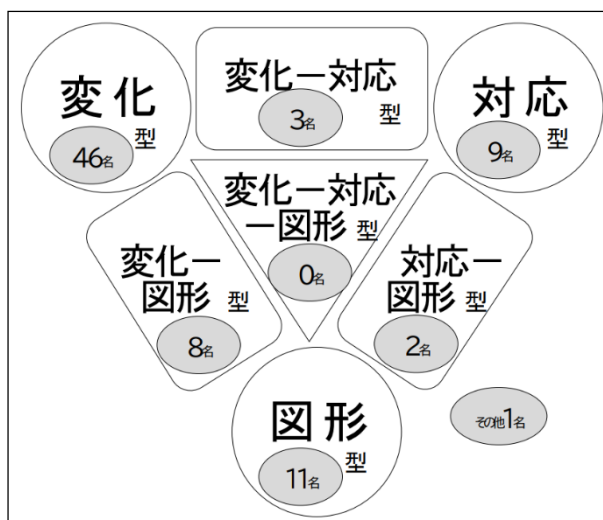 変化型
46名
変化ー対応型
3名
対応型
9名
変化ー対応
ー図形型
0名
変化ー
図形型
8名
対応ー
図形型
2名
図形型
11名
その他1名